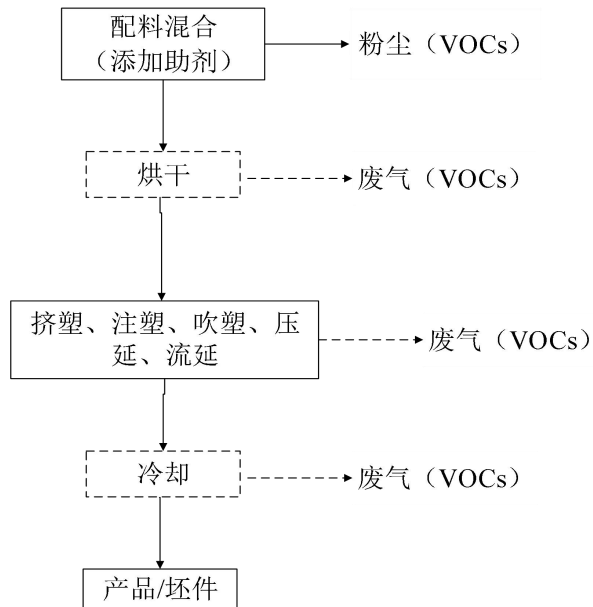 配料混合
（添加助剂）
粉尘（VOCs）
烘干
废气（VOCs）
挤塑、注塑、吹塑、压
延、流延
废气（VOCs）
冷却
废气（VOCs）
产品/坯件